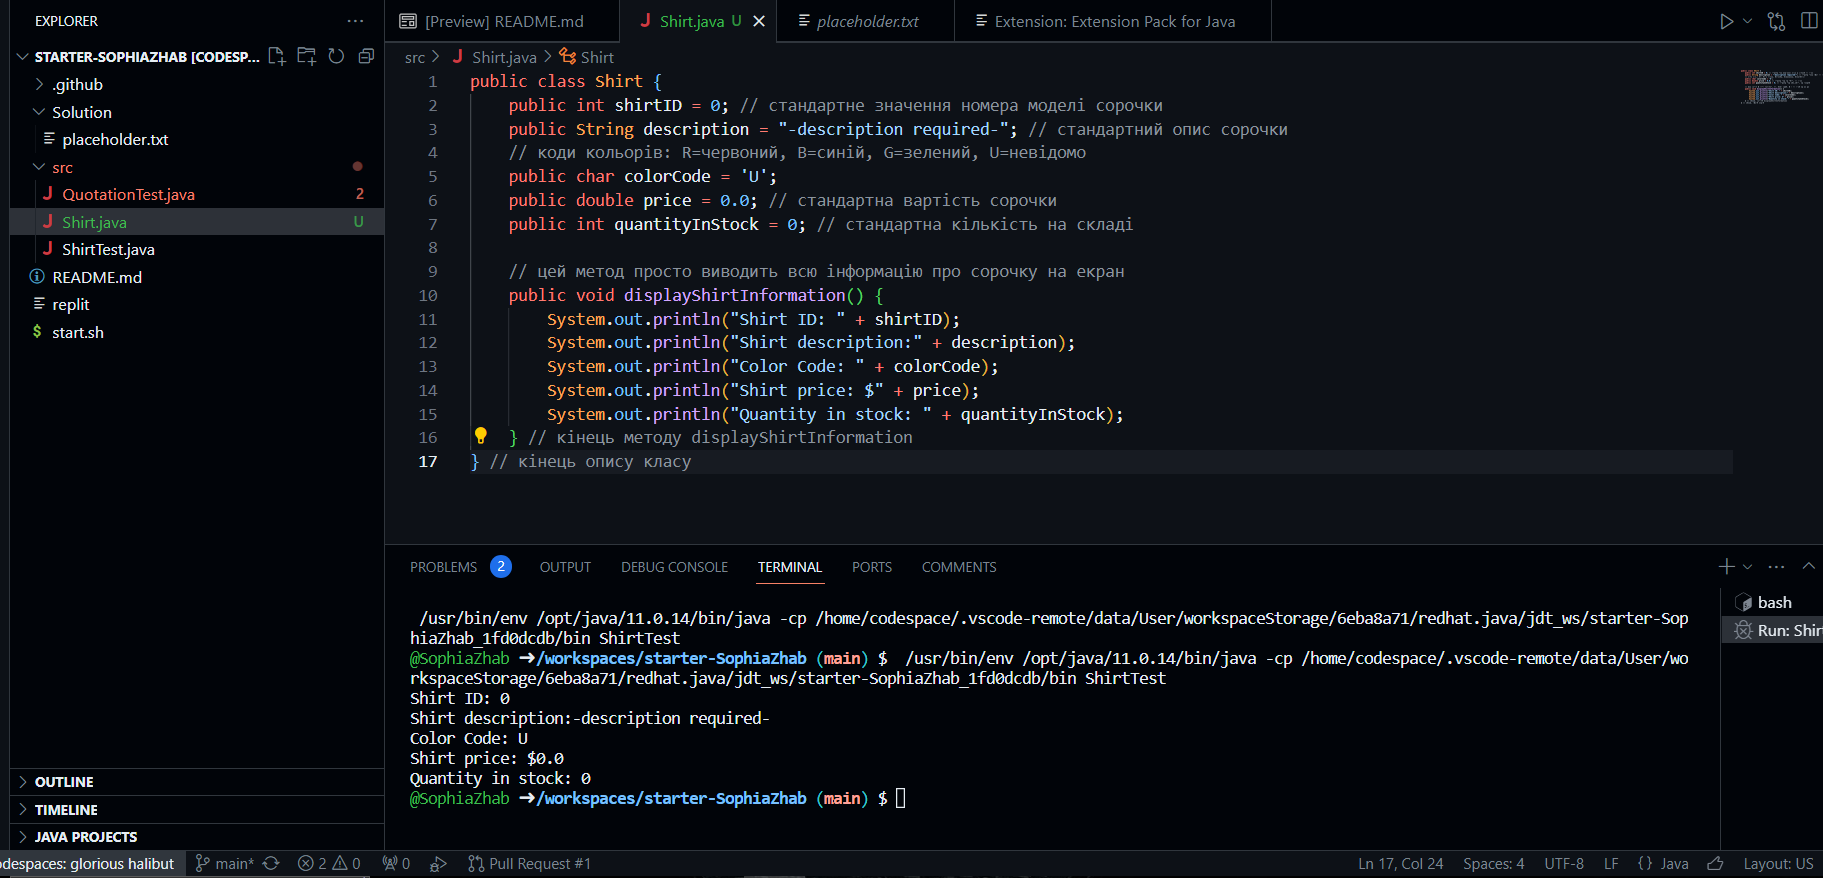 EXPLORER
STARTER-SOPHIAZHAB [CODESP...
.github
Solution
placeholder.txt
src
QuotationTest.java 2
Shirt.java U
ShirtTest.java
README.md
replit
start.sh
OUTLINE
TIMELINE
JAVA PROJECTS
[Preview] README.md
Shirt.java U
placeholder.txt
Extension: Extension Pack for Java
src > Shirt.java > Shirt
1 public class Shirt {
2 public int shirtID = 0; // стандартне значення номера моделі сорочки
3 public String description = "-description required-"; // стандартний опис сорочки
4 // коди кольорів: R=червоний, B=синій, G=зелений, U=невідомо
5 public char colorCode = 'U';
6 public double price = 0.0; // стандартна вартість сорочки
7 public int quantityInStock = 0; // стандартна кількість на складі
8
9 // цей метод просто виводить всю інформацію про сорочку на екран
10 public void displayShirtInformation() {
11 System.out.println("Shirt ID: " + shirtID);
12 System.out.println("Shirt description:" + description);
13 System.out.println("Color Code: " + colorCode);
14 System.out.println("Shirt price: $" + price);
15 System.out.println("Quantity in stock: " + quantityInStock);
16 } // кінець методу displayShirtInformation
17 } // кінець опису класу
PROBLEMS 2 OUTPUT DEBUG CONSOLE TERMINAL PORTS COMMENTS
/usr/bin/env /opt/java/11.0.14/bin/java -cp /home/codespace/.vscode-remote/data/User/workspaceStorage/6eba8a71/redhat.java/jdt_ws/starter-Sop
hiaZhab_1fd0dcdb/bin ShirtTest
@SophiaZhab ➜/workspaces/starter-SophiaZhab (main) $ /usr/bin/env /opt/java/11.0.14/bin/java -cp /home/codespace/.vscode-remote/data/User/wo
rkspaceStorage/6eba8a71/redhat.java/jdt_ws/starter-SophiaZhab_1fd0dcdb/bin ShirtTest
Shirt ID: 0
Shirt description:-description required-
Color Code: U
Shirt price: $0.0
Quantity in stock: 0
@SophiaZhab ➜/workspaces/starter-SophiaZhab (main) $
bash
Run: Shirt
odespaces: glorious halibut main* 2 0 0 Pull Request #1 Ln 17, Col 24 Spaces: 4 UTF-8 LF {} Java Layout: US